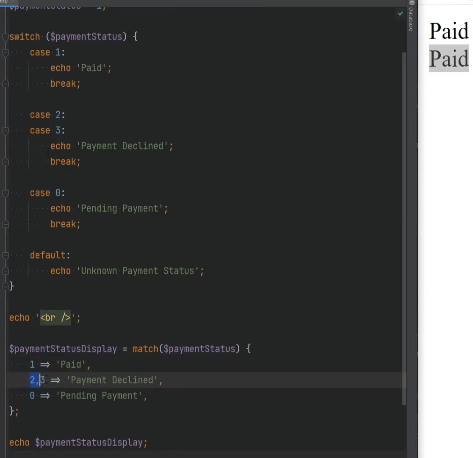 $paymentStatus = 1;
switch ($paymentStatus) {
case 1:
echo 'Paid';
break;
case 2:
case 3:
echo 'Payment Declined';
break;
case 0:
echo 'Pending Payment';
break;
default:
echo 'Unknown Payment Status';
}
echo '<br />';
$paymentStatusDisplay = match($paymentStatus) {
1 => 'Paid',
2,3 => 'Payment Declined',
0 => 'Pending Payment',
};
echo $paymentStatusDisplay;
Database
Paid
Paid